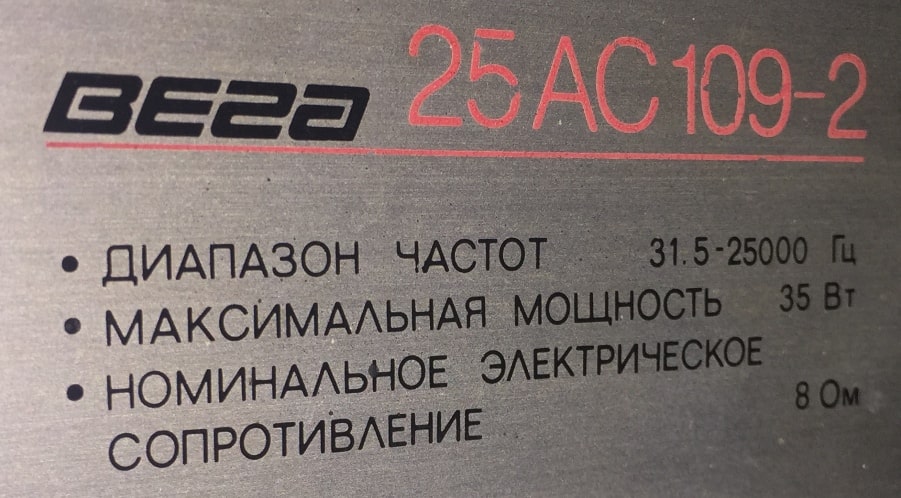 Вега 25АС109-2
• ДИАПАЗОН ЧАСТОТ 31.5-25000 Гц
• МАКСИМАЛЬНАЯ МОЩНОСТЬ 35 Вт
• НОМИНАЛЬНОЕ ЭЛЕКТРИЧЕСКОЕ
СОПРОТИВЛЕНИЕ 8 Ом